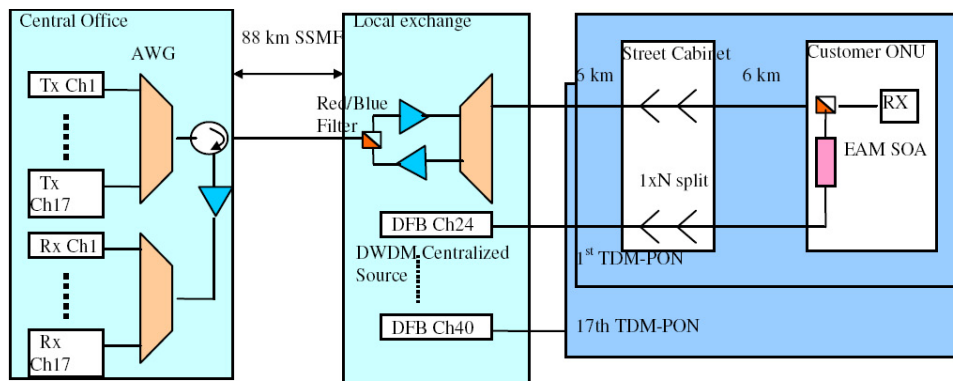 Central Office
AWG
Tx Ch1
Tx
Ch17
Rx Ch1
Rx
Ch17
88 km SSMF
Local exchange
Red/Blue
Filter
DFB Ch24
DWDM Centralized
Source
DFB Ch40
6 km
Street Cabinet
6 km
1xN split
Customer ONU
RX
EAM SOA
1st TDM-PON
17th TDM-PON